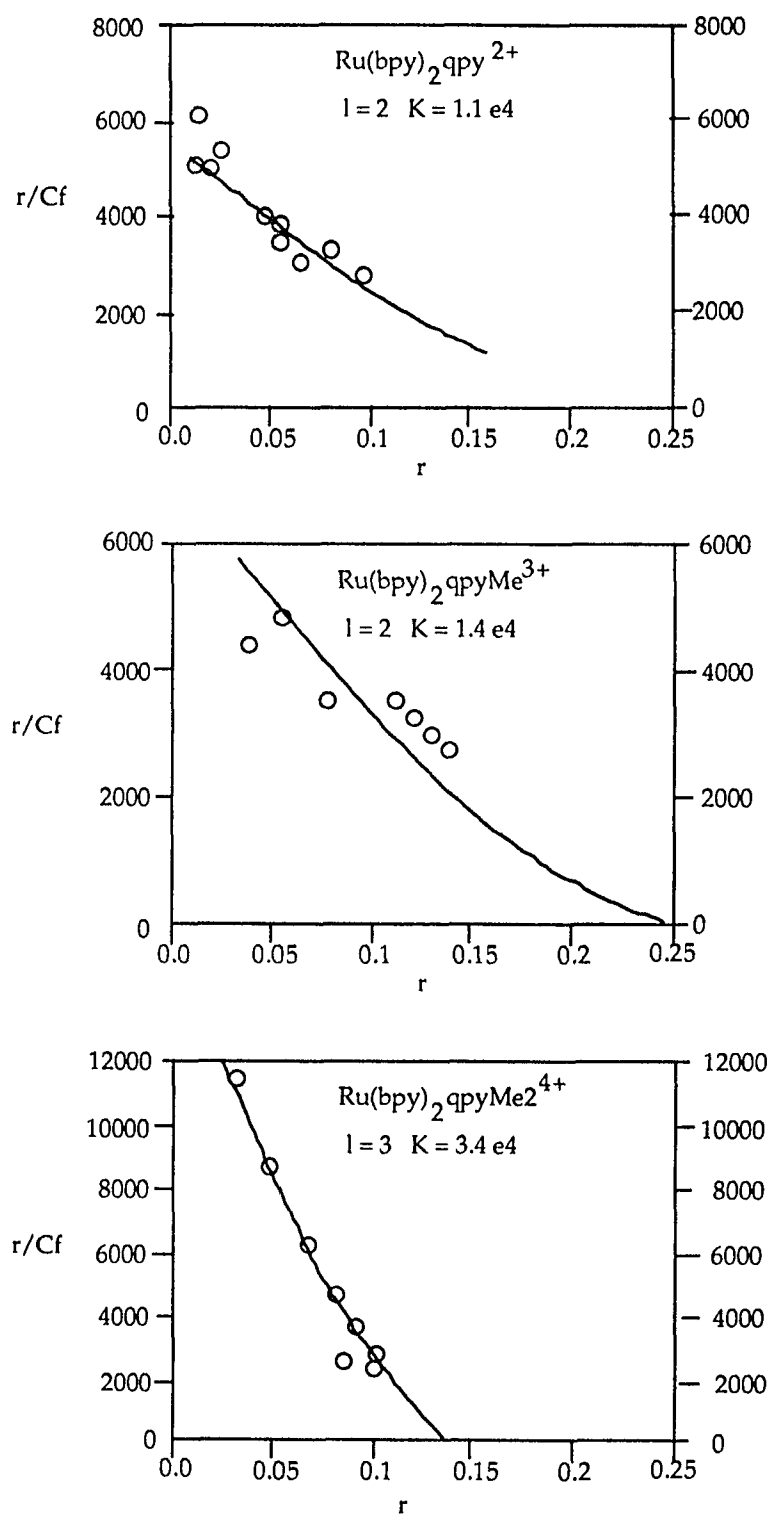 8000 8000
Ru(bpy)2qpy 2+
l = 2 K = 1.1 e4
6000 6000
r/Cf
4000 4000
2000 2000
0 0
0.0 0.05 0.1 0.15 0.2 0.25
r
6000 6000
Ru(bpy)2qpyMe3+
l = 2 K = 1.4 e4
4000 4000
r/Cf
2000 2000
0 0
0.0 0.05 0.1 0.15 0.2 0.25
r
12000 12000
Ru(bpy)2qpyMe24+
l = 3 K = 3.4 e4
10000 10000
8000 8000
r/Cf
6000 6000
4000 4000
2000 2000
0 0
0.0 0.05 0.1 0.15 0.2 0.25
r